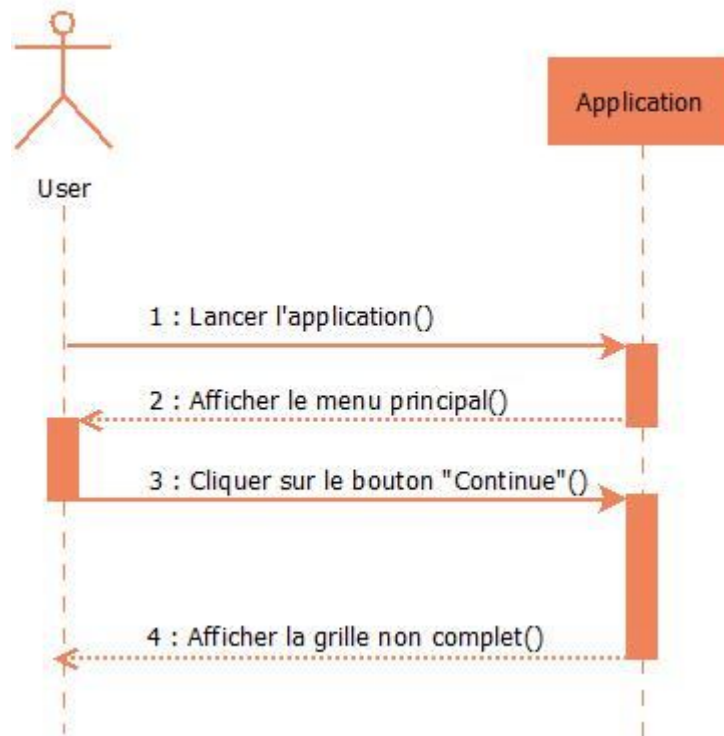 Application
User
1 : Lancer l'application()
2 : Afficher le menu principal()
3 : Cliquer sur le bouton "Continue"()
4 : Afficher la grille non complet()